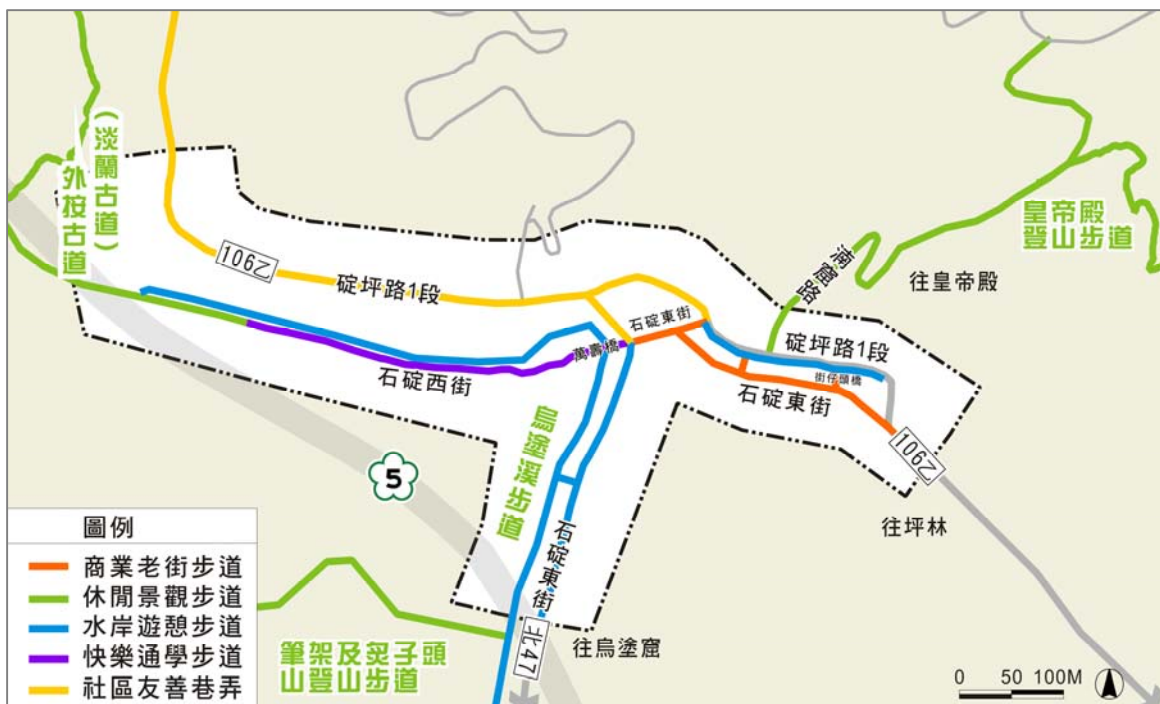 (淡蘭古道)
外按古道
106乙
碇坪路1段
石碇東街
萬壽橋
石碇西街
湳窟路
往皇帝殿
皇帝殿
登山步道
碇坪路1段
街仔頭橋
石碇東街
106乙
往坪林
烏塗溪步道
5
石碇東街
北47
往烏塗窟
筆架及炙子頭
山登山步道
圖例
商業老街步道
休閒景觀步道
水岸遊憩步道
快樂通學步道
社區友善巷弄
0 50 100M